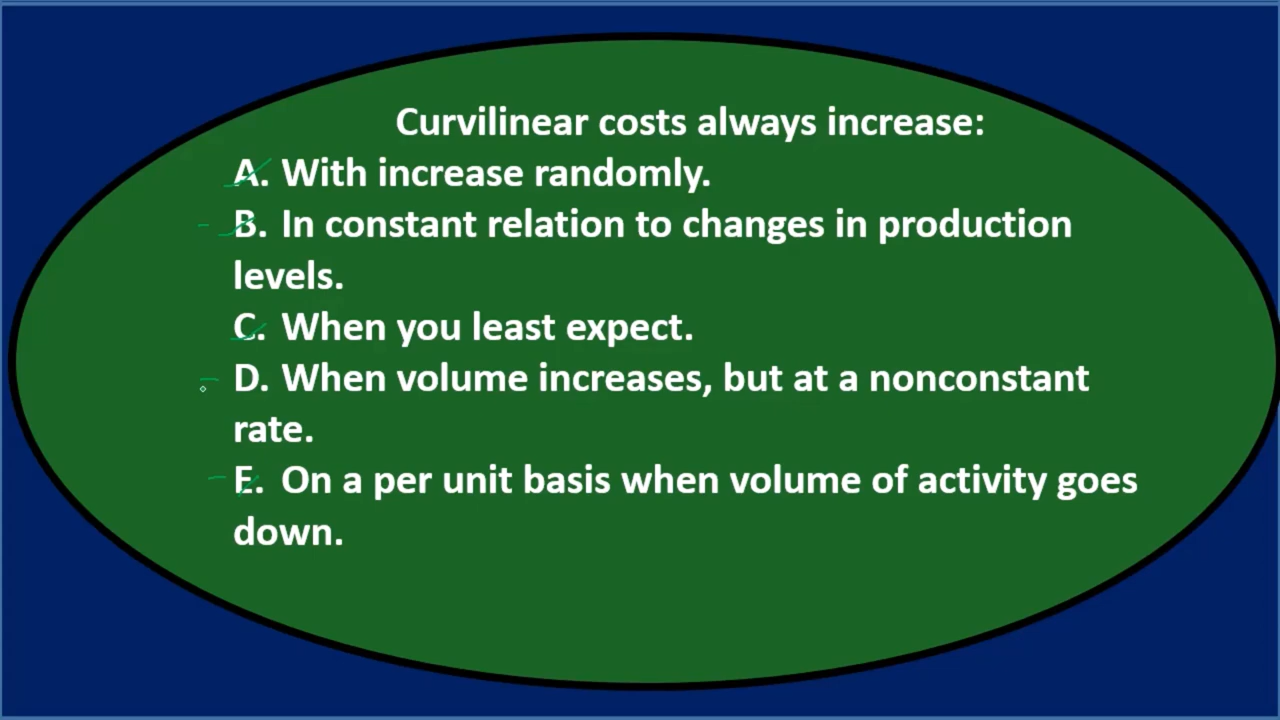 Curvilinear costs always increase:
A. With increase randomly.
B. In constant relation to changes in production
levels.
C. When you least expect.
D. When volume increases, but at a nonconstant
rate.
E. On a per unit basis when volume of activity goes
down.